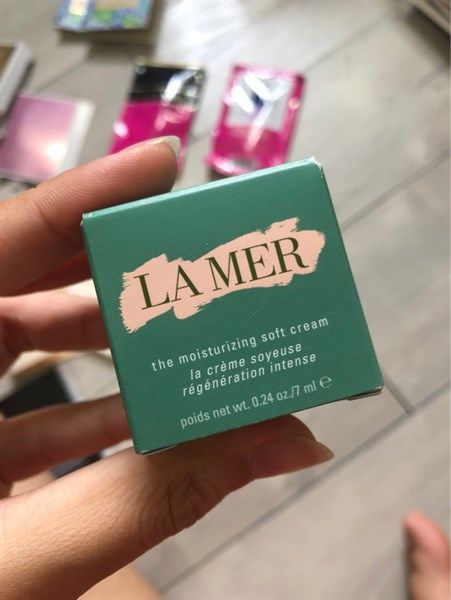 LA MER
the moisturizing soft cream
la crème soyeuse
régénération intense
poids net wt. 0.24 oz./7 ml ℮